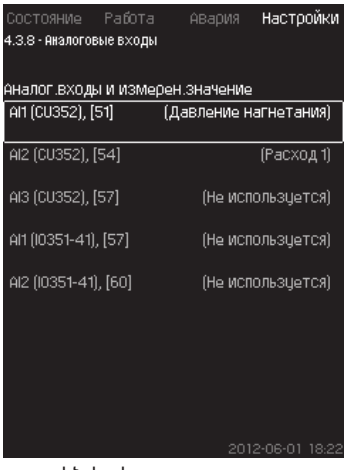 Состояние Работа Авария Настройки
4.3.8 - Аналоговые входы
Аналог.входы и измерен.значение
AI1 (CU352), [51] (Давление нагнетания)
AI2 (CU352), [54] (Расход 1)
AI3 (CU352), [57] (Не используется)
AI1 (IO351-41), [57] (Не используется)
AI2 (IO351-41), [60] (Не используется)
2012-06-01 18:22